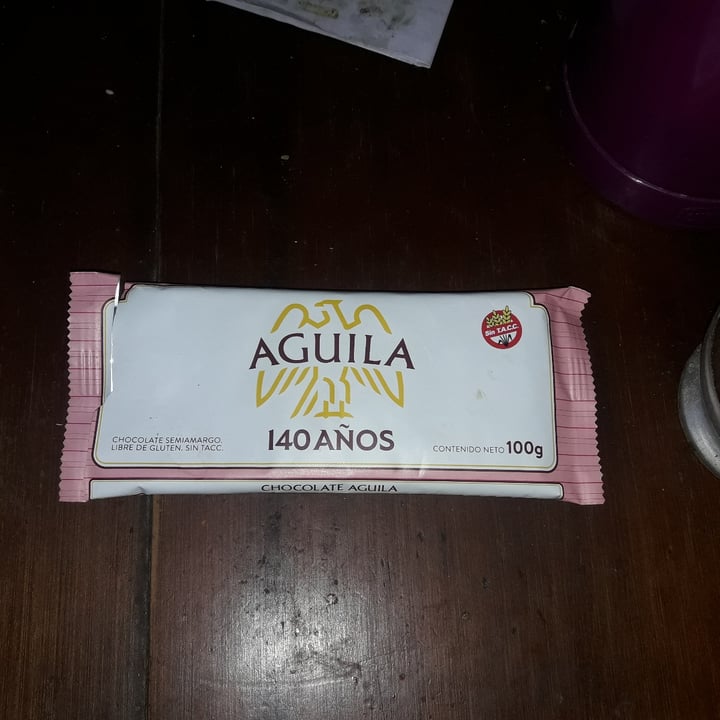 AGUILA
140 AÑOS
Sin T.A.C.C.
CHOCOLATE SEMIAMARGO.
LIBRE DE GLUTEN. SIN TACC.
CONTENIDO NETO 100g
CHOCOLATE AGUILA